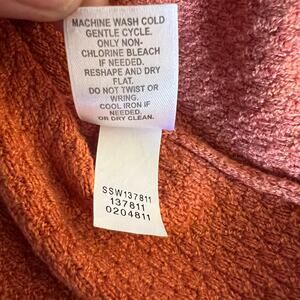 MACHINE WASH COLD
GENTLE CYCLE.
ONLY NON-
CHLORINE BLEACH
IF NEEDED.
RESHAPE AND DRY
FLAT.
DO NOT TWIST OR
WRING.
COOL IRON IF
NEEDED.
OR DRY CLEAN.
SSW137811
137811
0204811